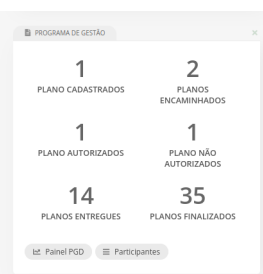 PROGRAMA DE GESTÃO
1
PLANO CADASTRADOS
2
PLANOS
ENCAMINHADOS
1
PLANO AUTORIZADOS
1
PLANO NÃO
AUTORIZADOS
14
PLANOS ENTREGUES
35
PLANOS FINALIZADOS
Painel PGD
Participantes